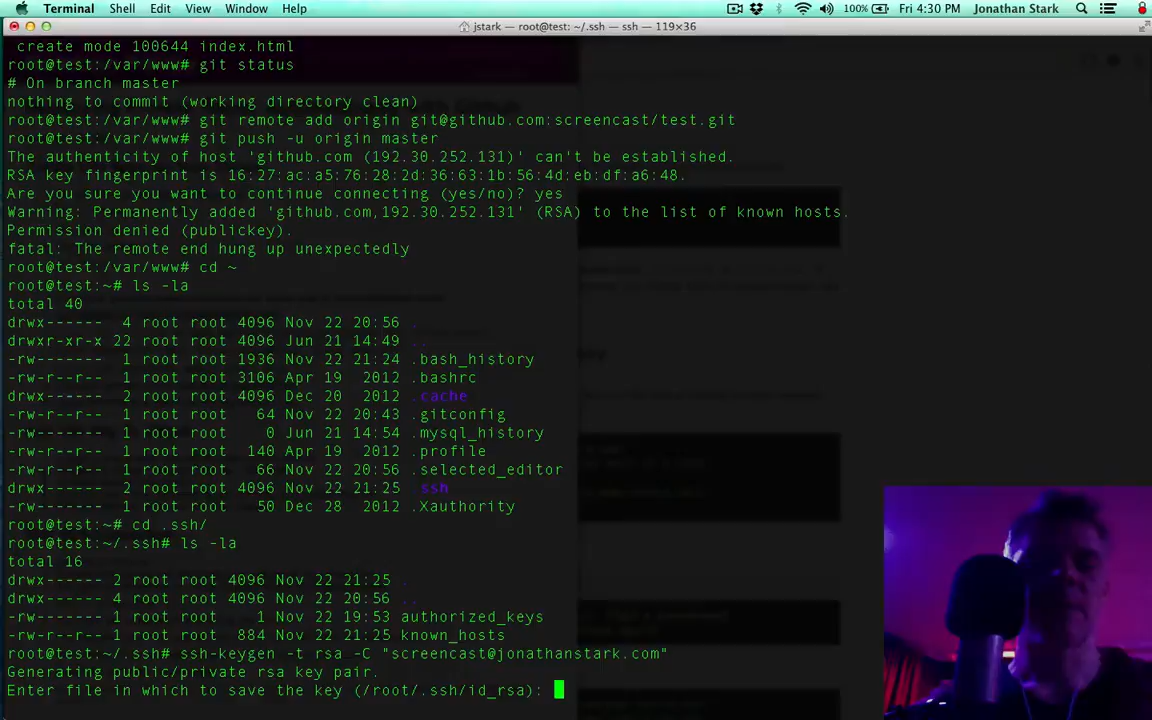 Terminal Shell Edit View Window Help 100% Fri 4:30 PM Jonathan Stark
jstark — root@test: ~/.ssh — ssh — 119×36
create mode 100644 index.html
root@test:/var/www# git status
# On branch master
nothing to commit (working directory clean)
root@test:/var/www# git remote add origin git@github.com:screencast/test.git
root@test:/var/www# git push -u origin master
The authenticity of host 'github.com (192.30.252.131)' can't be established.
RSA key fingerprint is 16:27:ac:a5:76:28:2d:36:63:1b:56:4d:eb:df:a6:48.
Are you sure you want to continue connecting (yes/no)? yes
Warning: Permanently added 'github.com,192.30.252.131' (RSA) to the list of known hosts.
Permission denied (publickey).
fatal: The remote end hung up unexpectedly
root@test:/var/www# cd ~
root@test:~# ls -la
total 40
drwx------ 4 root root 4096 Nov 22 20:56 .
drwxr-xr-x 22 root root 4096 Jun 21 14:49 ..
-rw------- 1 root root 1936 Nov 22 21:24 .bash_history
-rw-r--r-- 1 root root 3106 Apr 19 2012 .bashrc
drwx------ 2 root root 4096 Dec 20 2012 .cache
-rw-r--r-- 1 root root 64 Nov 22 20:43 .gitconfig
-rw------- 1 root root 0 Jun 21 14:54 .mysql_history
-rw-r--r-- 1 root root 140 Apr 19 2012 .profile
-rw-r--r-- 1 root root 66 Nov 22 20:56 .selected_editor
drwx------ 2 root root 4096 Nov 22 21:25 .ssh
-rw------- 1 root root 50 Dec 28 2012 .Xauthority
root@test:~# cd .ssh/
root@test:~/.ssh# ls -la
total 16
drwx------ 2 root root 4096 Nov 22 21:25 .
drwx------ 4 root root 4096 Nov 22 20:56 ..
-rw------- 1 root root 1 Nov 22 19:53 authorized_keys
-rw-r--r-- 1 root root 884 Nov 22 21:25 known_hosts
root@test:~/.ssh# ssh-keygen -t rsa -C "screencast@jonathanstark.com"
Generating public/private rsa key pair.
Enter file in which to save the key (/root/.ssh/id_rsa):